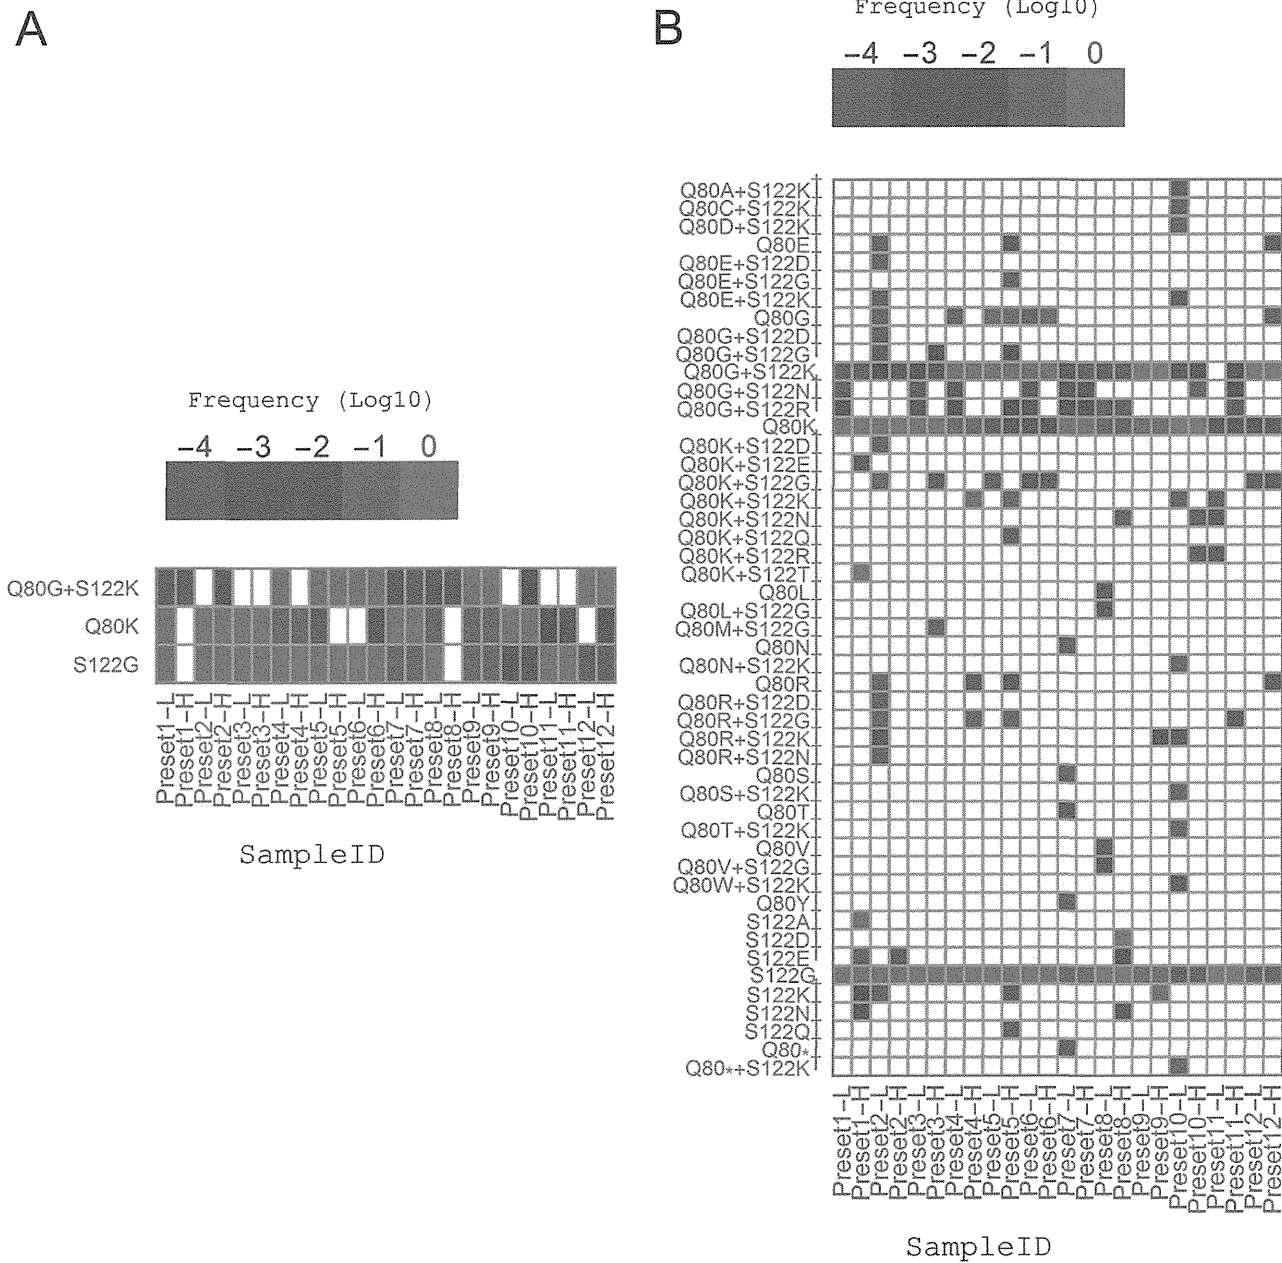 A
Frequency (Log10)
−4 −3 −2 −1 0
Q80G+S122K
Q80K
S122G
Preset1−L
Preset1−H
Preset2−L
Preset2−H
Preset3−L
Preset3−H
Preset4−L
Preset4−H
Preset5−L
Preset5−H
Preset6−L
Preset6−H
Preset7−L
Preset7−H
Preset8−L
Preset8−H
Preset9−L
Preset9−H
Preset10−L
Preset10−H
Preset11−L
Preset11−H
Preset12−L
Preset12−H
SampleID
B
Frequency (Log10)
−4 −3 −2 −1 0
Q80A+S122K
Q80C+S122K
Q80D+S122K
Q80E
Q80E+S122D
Q80E+S122G
Q80E+S122K
Q80G
Q80G+S122D
Q80G+S122G
Q80G+S122K
Q80G+S122N
Q80G+S122R
Q80K
Q80K+S122D
Q80K+S122E
Q80K+S122G
Q80K+S122K
Q80K+S122N
Q80K+S122Q
Q80K+S122R
Q80K+S122T
Q80L
Q80L+S122G
Q80M+S122G
Q80N
Q80N+S122K
Q80R
Q80R+S122D
Q80R+S122G
Q80R+S122K
Q80R+S122N
Q80S
Q80S+S122K
Q80T
Q80T+S122K
Q80V
Q80V+S122G
Q80W+S122K
Q80Y
S122A
S122D
S122E
S122G
S122K
S122N
S122Q
Q80*
Q80*+S122K
Preset1−L
Preset1−H
Preset2−L
Preset2−H
Preset3−L
Preset3−H
Preset4−L
Preset4−H
Preset5−L
Preset5−H
Preset6−L
Preset6−H
Preset7−L
Preset7−H
Preset8−L
Preset8−H
Preset9−L
Preset9−H
Preset10−L
Preset10−H
Preset11−L
Preset11−H
Preset12−L
Preset12−H
SampleID